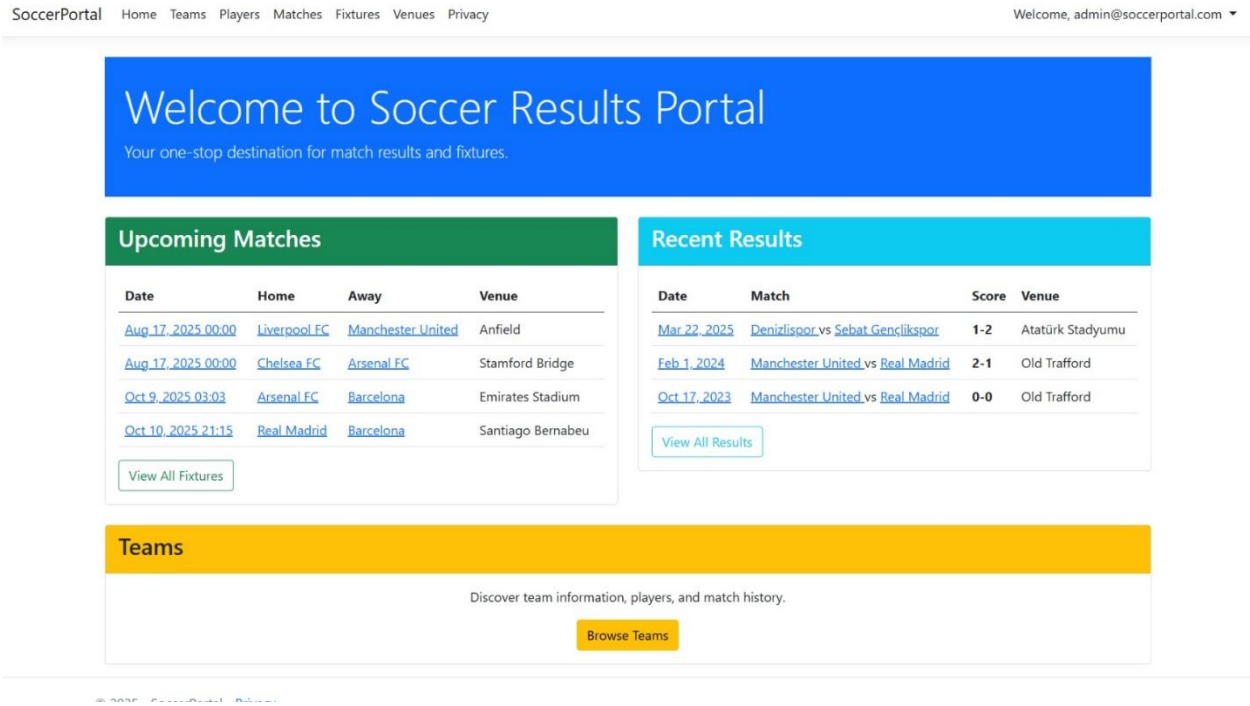 SoccerPortal Home Teams Players Matches Fixtures Venues Privacy Welcome, admin@soccerportal.com
Welcome to Soccer Results Portal
Your one-stop destination for match results and fixtures.
Upcoming Matches
Date Home Away Venue
Aug 17, 2025 00:00 Liverpool FC Manchester United Anfield
Aug 17, 2025 00:00 Chelsea FC Arsenal FC Stamford Bridge
Oct 9, 2025 03:03 Arsenal FC Barcelona Emirates Stadium
Oct 10, 2025 21:15 Real Madrid Barcelona Santiago Bernabeu
View All Fixtures
Recent Results
Date Match Score Venue
Mar 22, 2025 Denizlispor vs Sebat Gençlikspor 1-2 Atatürk Stadyumu
Feb 1, 2024 Manchester United vs Real Madrid 2-1 Old Trafford
Oct 17, 2023 Manchester United vs Real Madrid 0-0 Old Trafford
View All Results
Teams
Discover team information, players, and match history.
Browse Teams
© 2025 - SoccerPortal - Privacy